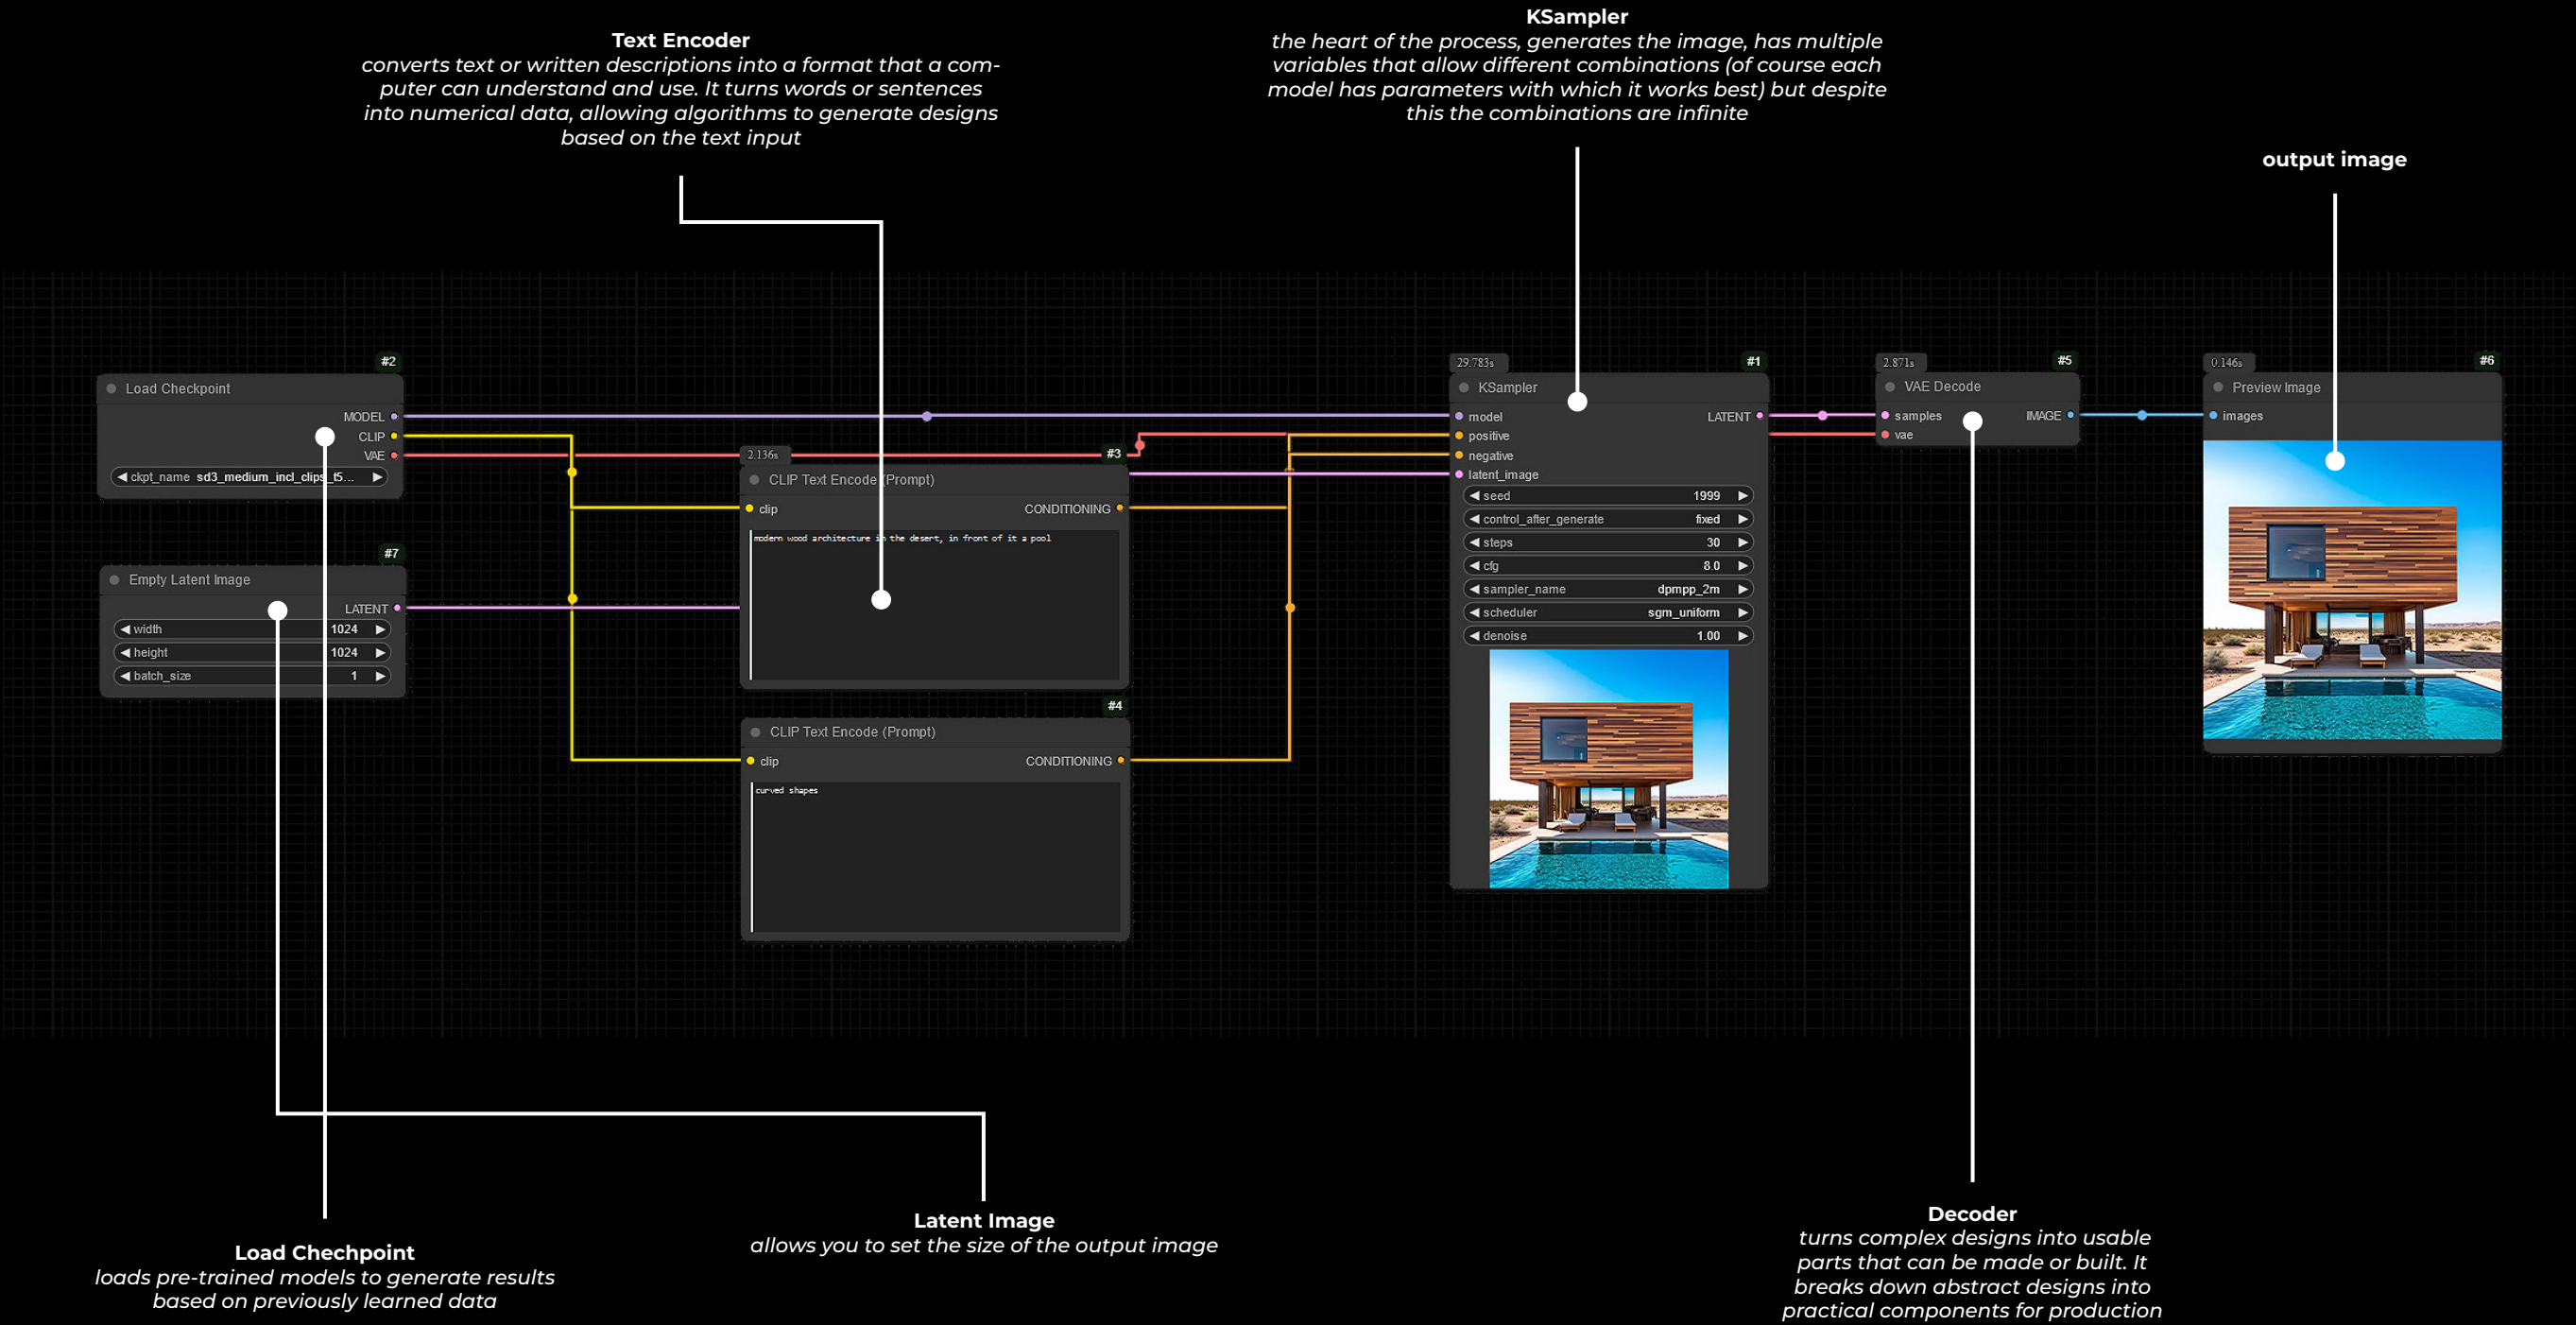 Text Encoder
converts text or written descriptions into a format that a com-
puter can understand and use. It turns words or sentences
into numerical data, allowing algorithms to generate designs
based on the text input
KSampler
the heart of the process, generates the image, has multiple
variables that allow different combinations (of course each
model has parameters with which it works best) but despite
this the combinations are infinite
output image
#2
Load Checkpoint
MODEL
CLIP
VAE
ckpt_name sd3_medium_incl_clips_t5...
#7
Empty Latent Image
LATENT
width 1024
height 1024
batch_size 1
2.136s
#3
CLIP Text Encode (Prompt)
clip CONDITIONING
modern wood architecture in the desert, in front of it a pool
#4
CLIP Text Encode (Prompt)
clip CONDITIONING
curved shapes
29.783s
#1
KSampler
model LATENT
positive
negative
latent_image
seed 1999
control_after_generate fixed
steps 30
cfg 8.0
sampler_name dpmpp_2m
scheduler sgm_uniform
denoise 1.00
2.871s
#5
VAE Decode
samples IMAGE
vae
0.146s
#6
Preview Image
images
Load Chechpoint
loads pre-trained models to generate results
based on previously learned data
Latent Image
allows you to set the size of the output image
Decoder
turns complex designs into usable
parts that can be made or built. It
breaks down abstract designs into
practical components for production